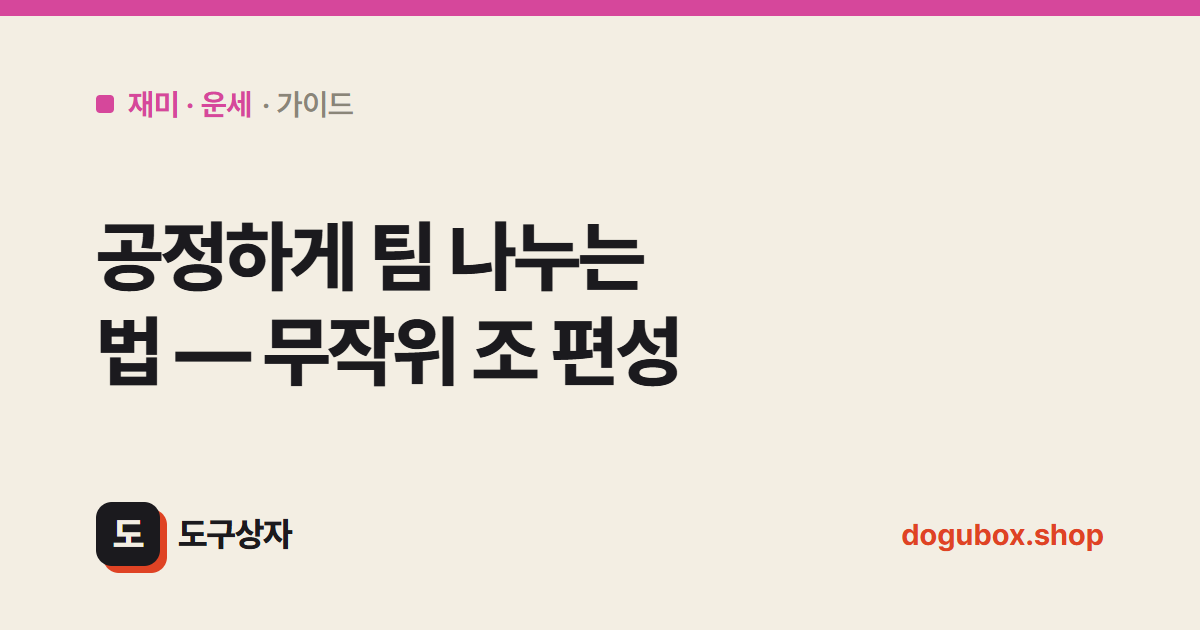 재미 · 운세 · 가이드
공정하게 팀 나누는
법 — 무작위 조 편성
도 도구상자
dogubox.shop